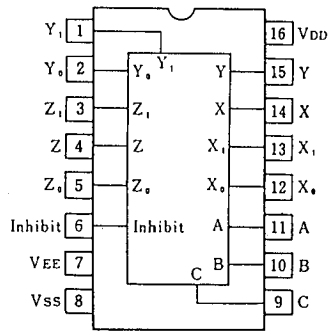 Y₁ 1 16 VDD
Y₁
Y₀ 2 Y₀ Y 15 Y
Z₁ 3 Z₁ X 14 X
Z 4 Z X₁ 13 X₁
Z₀ 5 Z₀ X₀ 12 X₀
Inhibit 6 Inhibit A 11 A
VEE 7 B 10 B
C
VSS 8 9 C